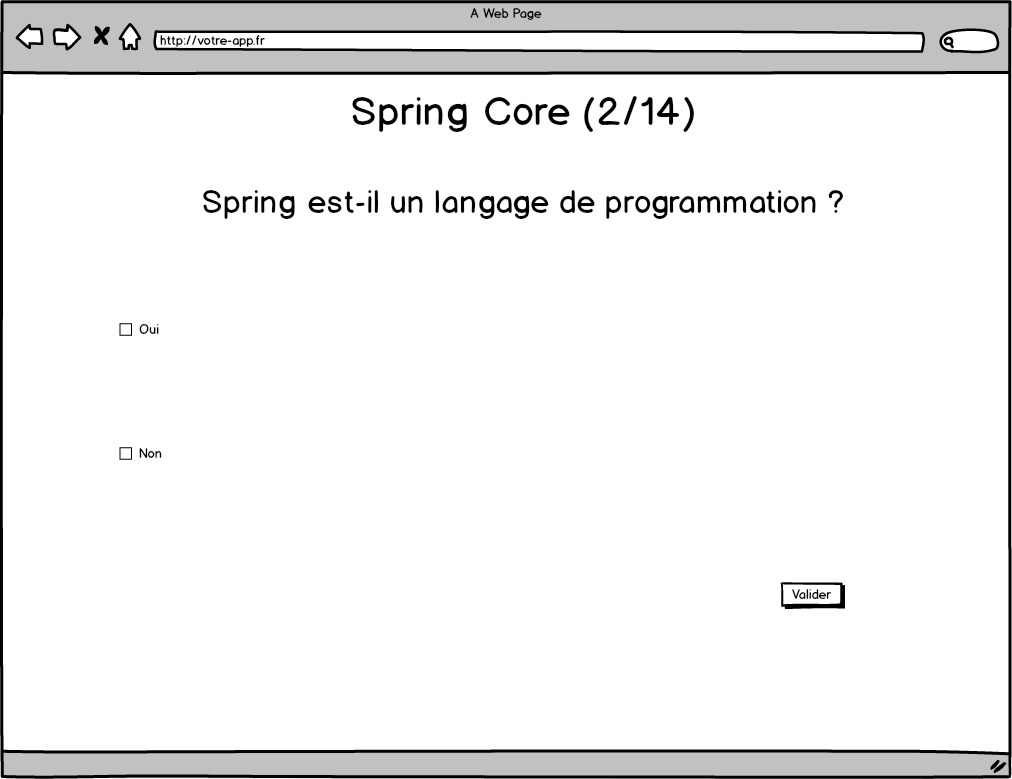 A Web Page
http://votre-app.fr
Spring Core (2/14)
Spring est-il un langage de programmation ?
Oui
Non
Valider